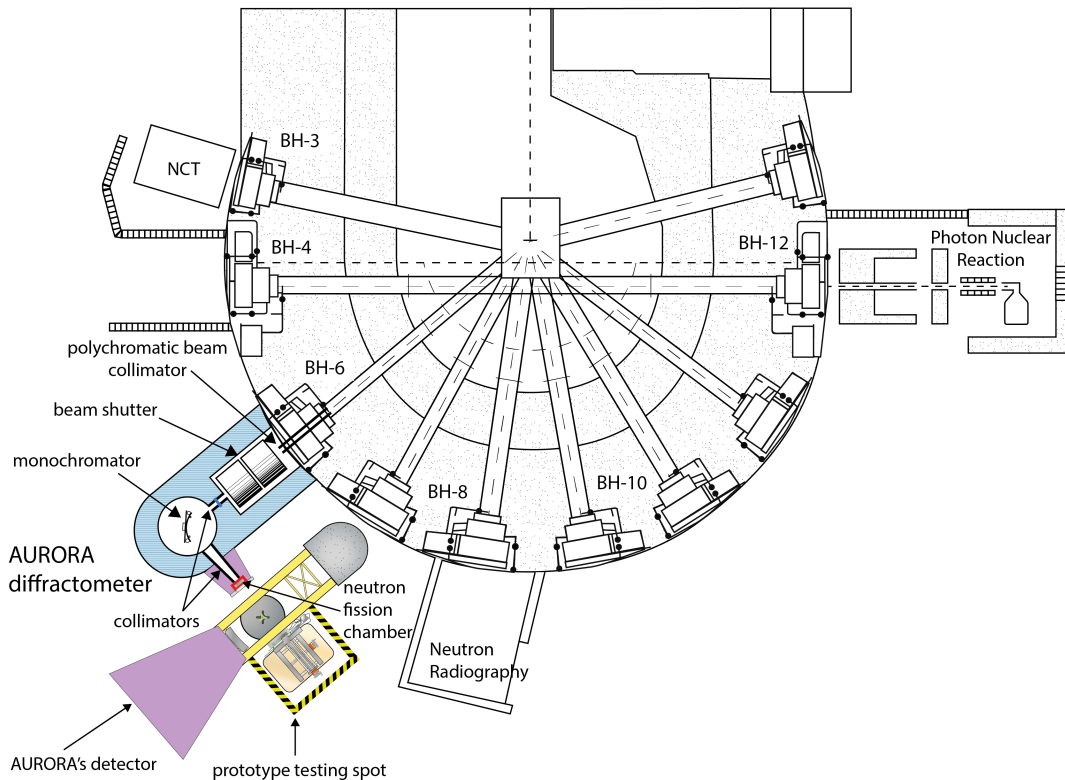 BH-3
NCT
BH-4
BH-12
Photon Nuclear
Reaction
polychromatic beam
collimator
BH-6
beam shutter
monochromator
BH-8
BH-10
AURORA
diffractometer
neutron
fission
chamber
collimators
Neutron
Radiography
AURORA's detector
prototype testing spot